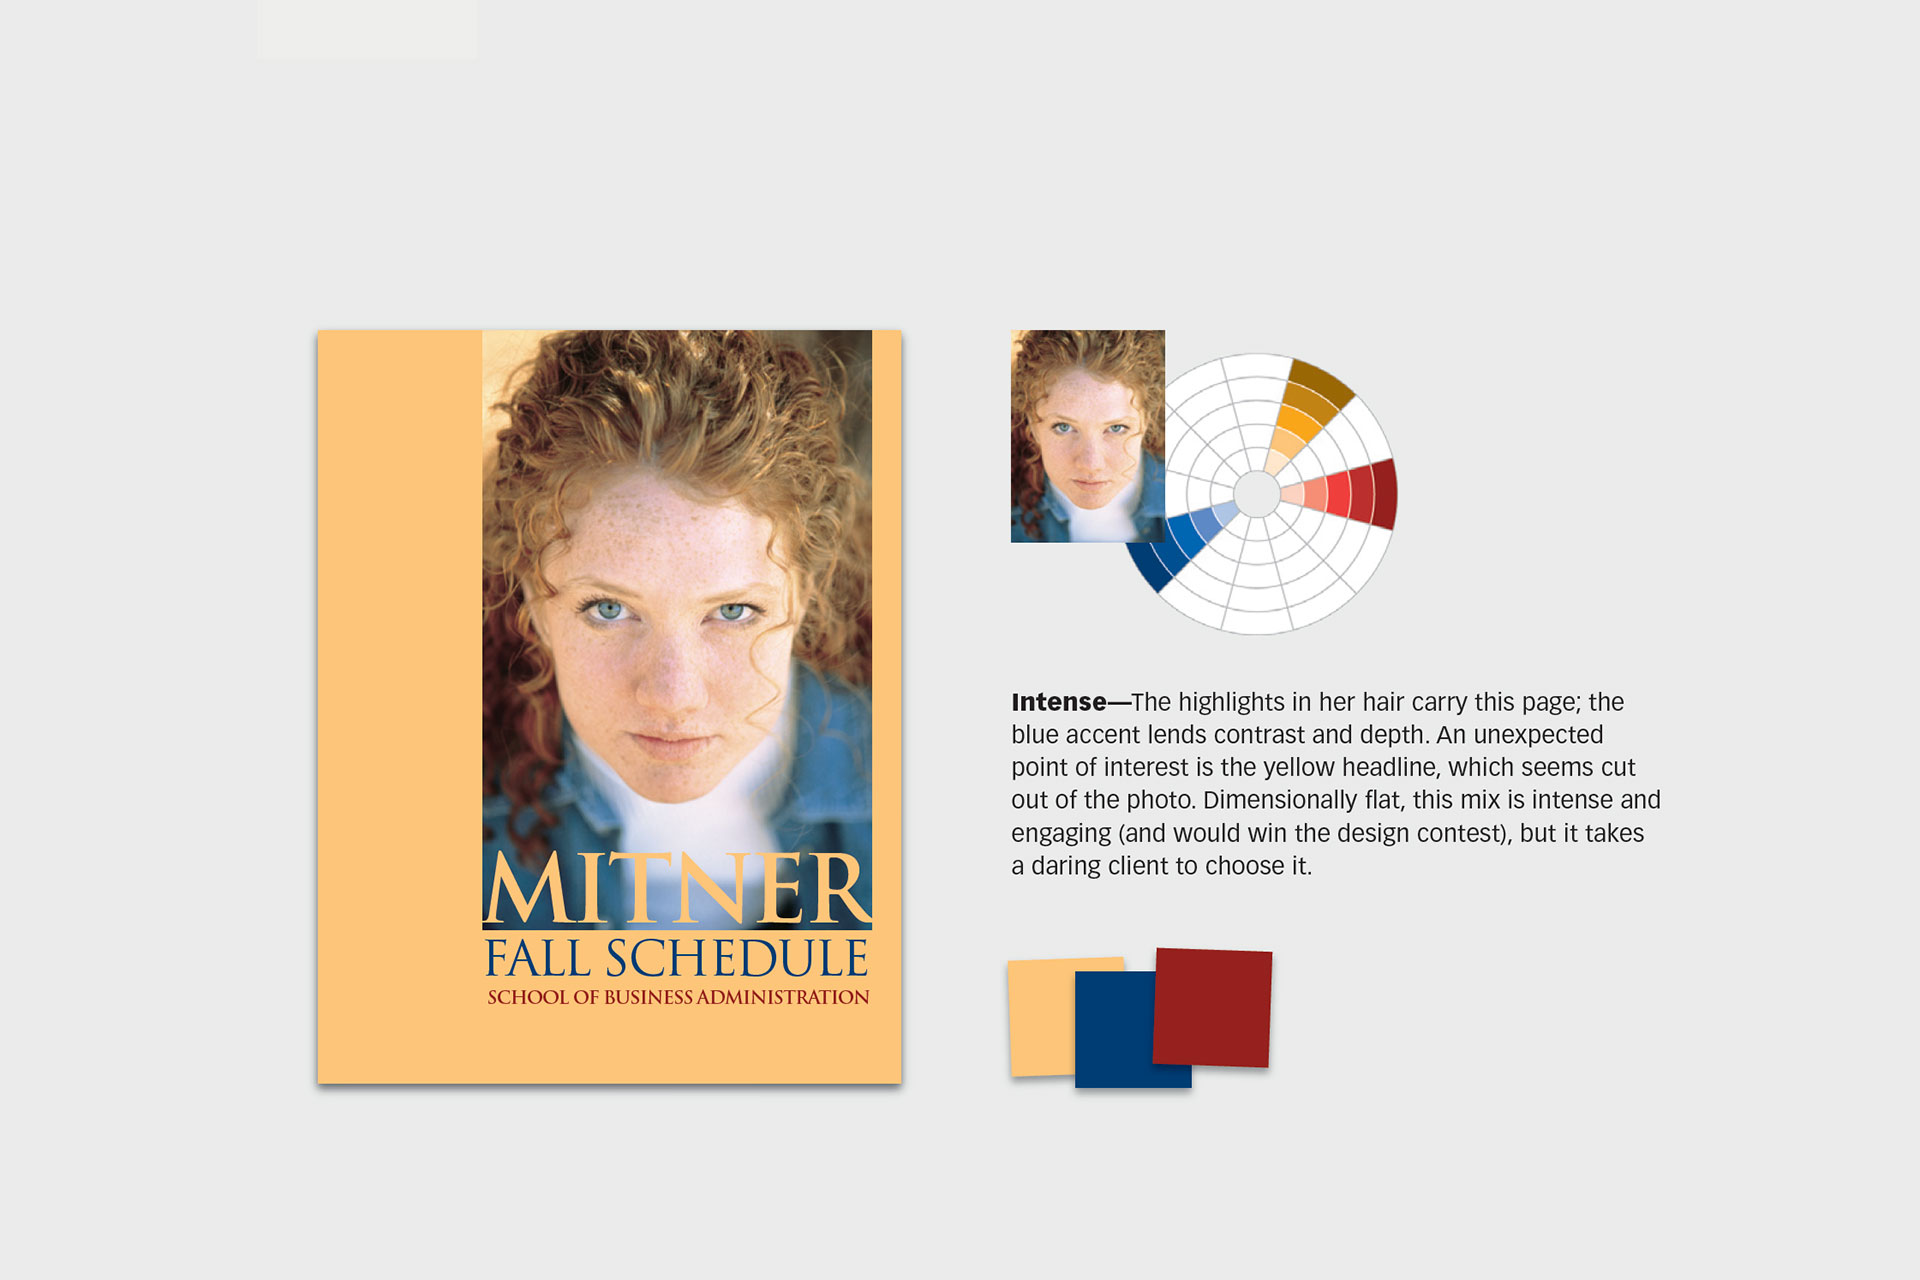 MITNER
FALL SCHEDULE
SCHOOL OF BUSINESS ADMINISTRATION
Intense—The highlights in her hair carry this page; the
blue accent lends contrast and depth. An unexpected
point of interest is the yellow headline, which seems cut
out of the photo. Dimensionally flat, this mix is intense and
engaging (and would win the design contest), but it takes
a daring client to choose it.